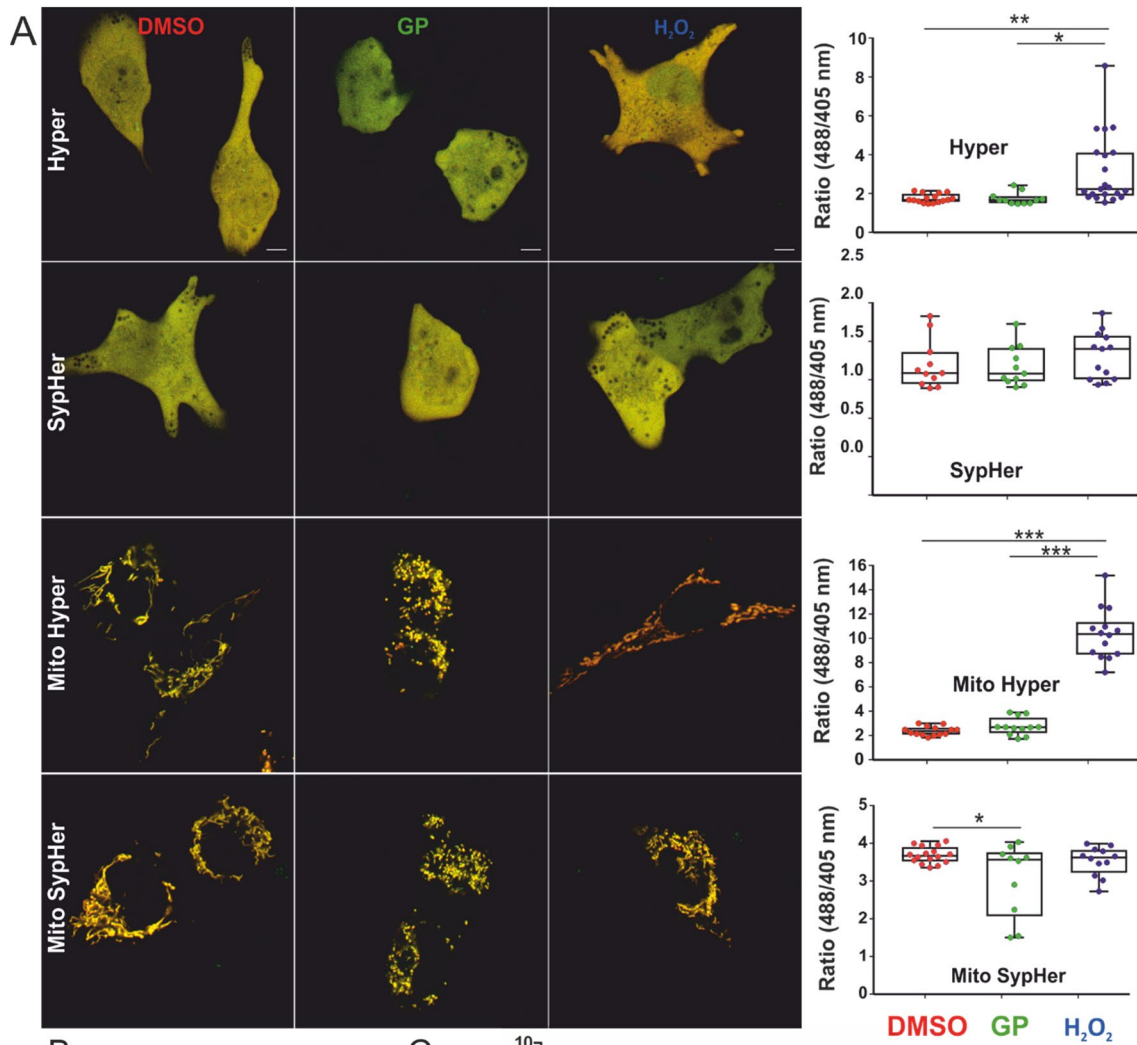 A
DMSO
GP
H₂O₂
Hyper
SypHer
Mito Hyper
Mito SypHer
**
*
Ratio (488/405 nm)
10
8
6
4
2
0
Hyper
Ratio (488/405 nm)
2.5
2.0
1.5
1.0
0.5
0.0
SypHer
***
***
Ratio (488/405 nm)
16
14
12
10
8
6
4
2
0
Mito Hyper
*
Ratio (488/405 nm)
5
4
3
2
1
0
Mito SypHer
DMSO
GP
H₂O₂
10